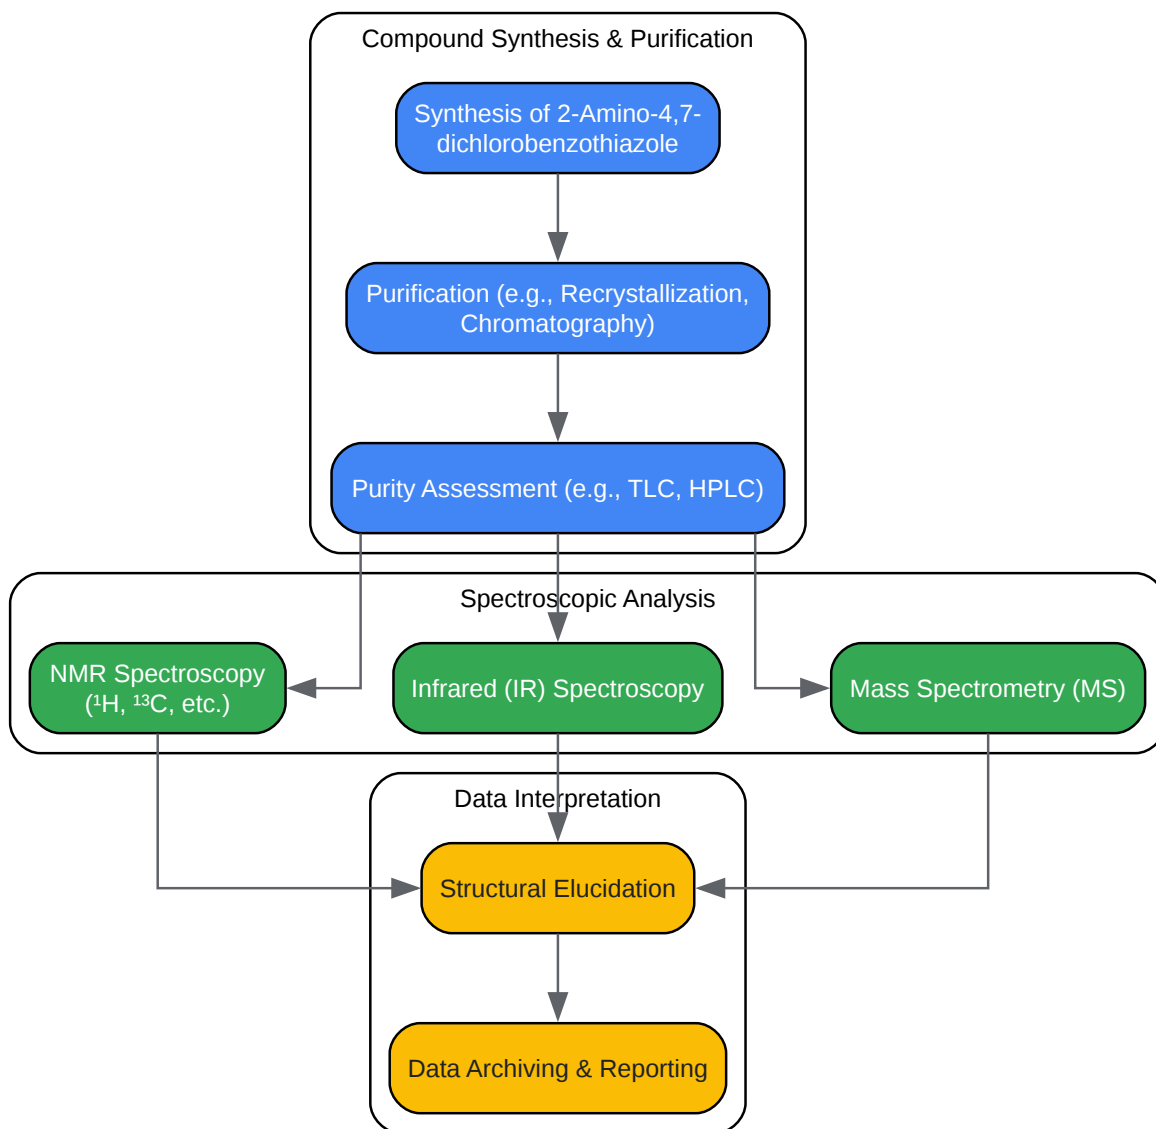 Compound Synthesis & Purification
Synthesis of 2-Amino-4,7-
dichlorobenzothiazole
Purification (e.g., Recrystallization,
Chromatography)
Purity Assessment (e.g., TLC, HPLC)
Spectroscopic Analysis
NMR Spectroscopy
(¹H, ¹³C, etc.)
Infrared (IR) Spectroscopy
Mass Spectrometry (MS)
Data Interpretation
Structural Elucidation
Data Archiving & Reporting